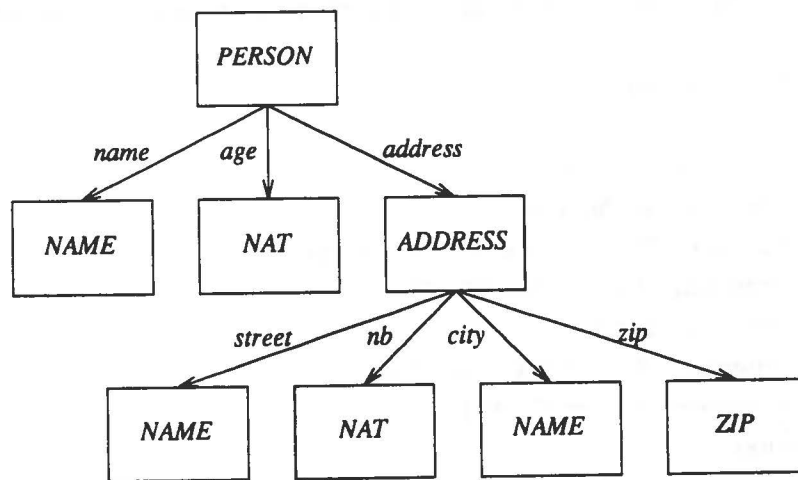 PERSON
name age address
NAME NAT ADDRESS
street nb city zip
NAME NAT NAME ZIP